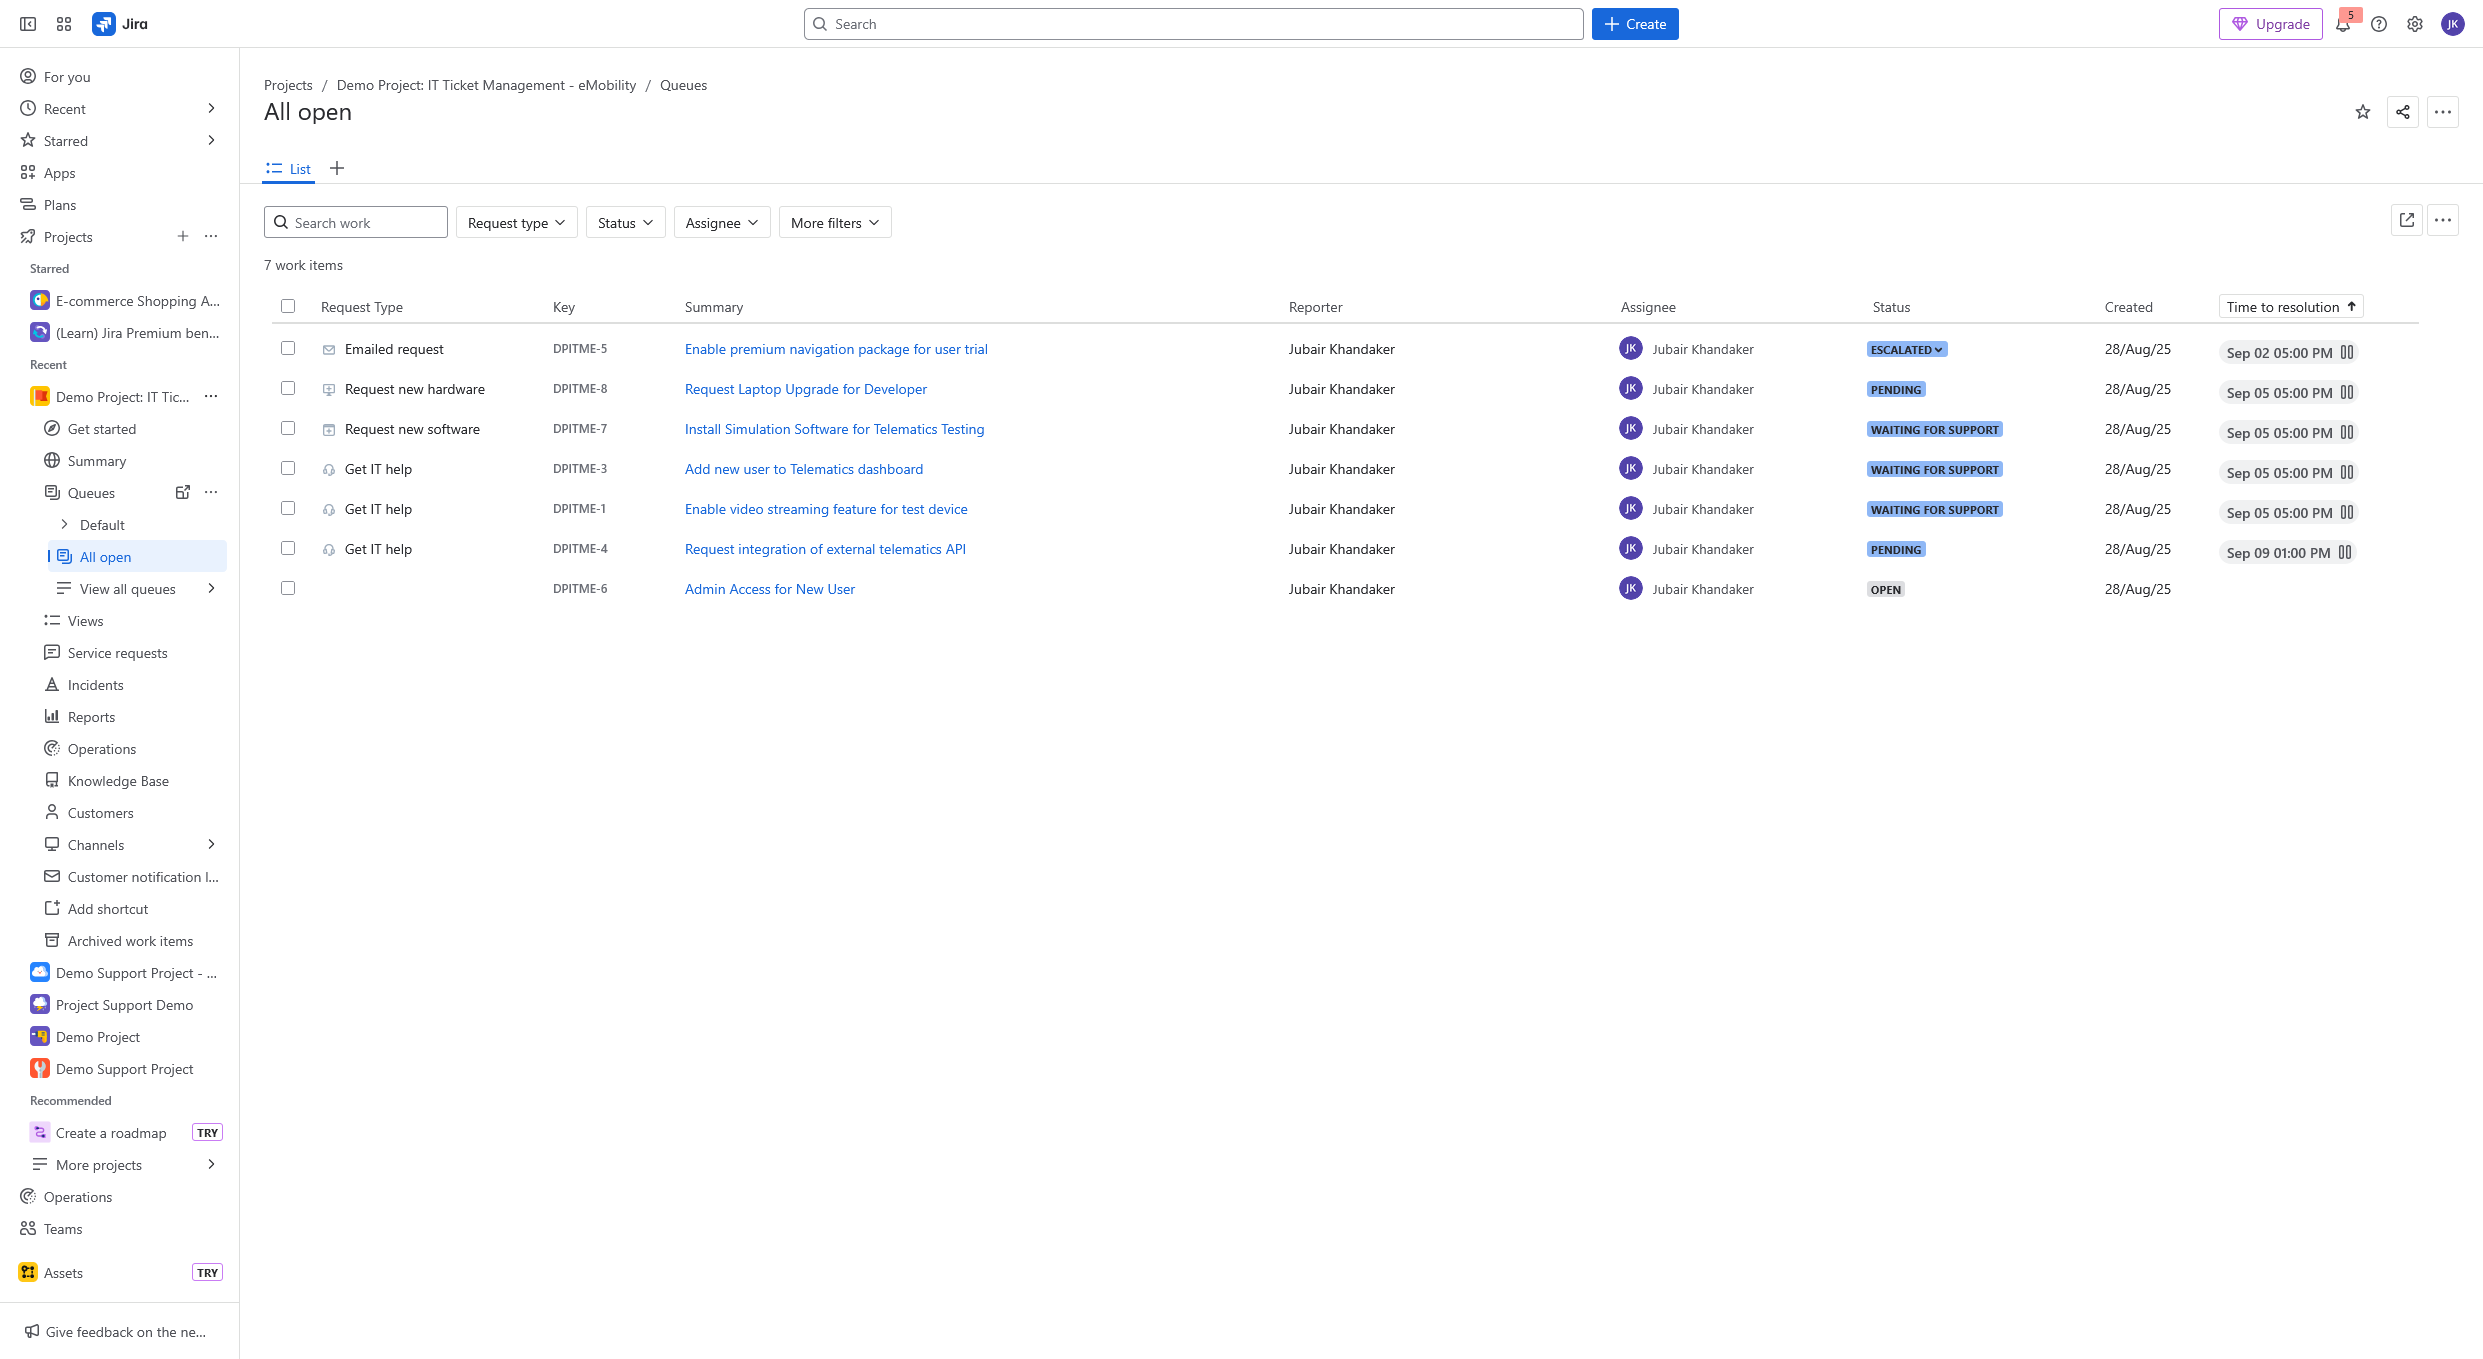 Jira
Search
Create
Upgrade
5
JK
For you
Recent
Starred
Apps
Plans
Projects
Starred
E-commerce Shopping A...
(Learn) Jira Premium ben...
Recent
Demo Project: IT Tic...
Get started
Summary
Queues
Default
All open
View all queues
Views
Service requests
Incidents
Reports
Operations
Knowledge Base
Customers
Channels
Customer notification l...
Add shortcut
Archived work items
Demo Support Project - ...
Project Support Demo
Demo Project
Demo Support Project
Recommended
Create a roadmap TRY
More projects
Operations
Teams
Assets TRY
Give feedback on the ne...
Projects / Demo Project: IT Ticket Management - eMobility / Queues
All open
List
Search work Request type Status Assignee More filters
7 work items
Request Type Key Summary Reporter Assignee Status Created Time to resolution
Emailed request DPITME-5 Enable premium navigation package for user trial Jubair Khandaker JK Jubair Khandaker ESCALATED 28/Aug/25 Sep 02 05:00 PM
Request new hardware DPITME-8 Request Laptop Upgrade for Developer Jubair Khandaker JK Jubair Khandaker PENDING 28/Aug/25 Sep 05 05:00 PM
Request new software DPITME-7 Install Simulation Software for Telematics Testing Jubair Khandaker JK Jubair Khandaker WAITING FOR SUPPORT 28/Aug/25 Sep 05 05:00 PM
Get IT help DPITME-3 Add new user to Telematics dashboard Jubair Khandaker JK Jubair Khandaker WAITING FOR SUPPORT 28/Aug/25 Sep 05 05:00 PM
Get IT help DPITME-1 Enable video streaming feature for test device Jubair Khandaker JK Jubair Khandaker WAITING FOR SUPPORT 28/Aug/25 Sep 05 05:00 PM
Get IT help DPITME-4 Request integration of external telematics API Jubair Khandaker JK Jubair Khandaker PENDING 28/Aug/25 Sep 09 01:00 PM
DPITME-6 Admin Access for New User Jubair Khandaker JK Jubair Khandaker OPEN 28/Aug/25